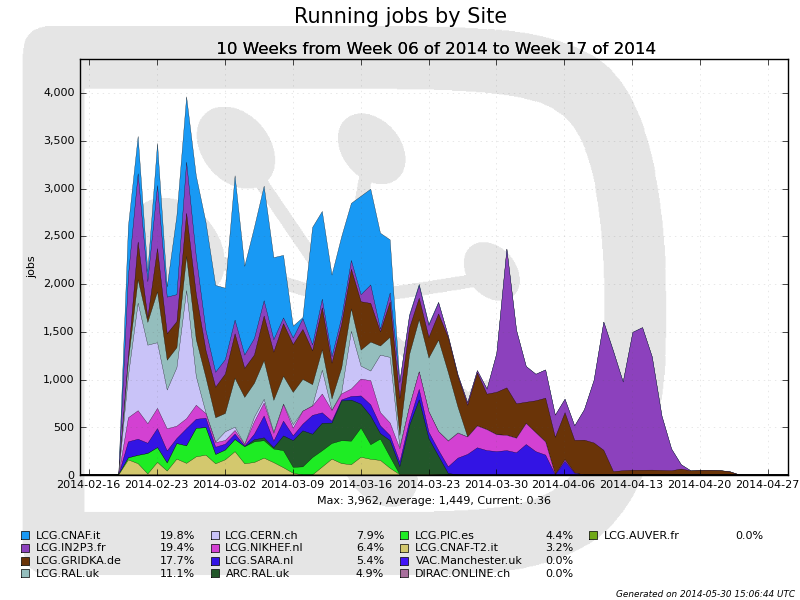 Running jobs by Site
10 Weeks from Week 06 of 2014 to Week 17 of 2014
4,000
3,500
3,000
2,500
2,000
1,500
1,000
500
0
jobs
2014-02-16 2014-02-23 2014-03-02 2014-03-09 2014-03-16 2014-03-23 2014-03-30 2014-04-06 2014-04-13 2014-04-20 2014-04-27
Max: 3,962, Average: 1,449, Current: 0.36
LCG.CNAF.it 19.8% LCG.CERN.ch 7.9% LCG.PIC.es 4.4% LCG.AUVER.fr 0.0%
LCG.IN2P3.fr 19.4% LCG.NIKHEF.nl 6.4% LCG.CNAF-T2.it 3.2%
LCG.GRIDKA.de 17.7% LCG.SARA.nl 5.4% VAC.Manchester.uk 0.0%
LCG.RAL.uk 11.1% ARC.RAL.uk 4.9% DIRAC.ONLINE.ch 0.0%
Generated on 2014-05-30 15:06:44 UTC